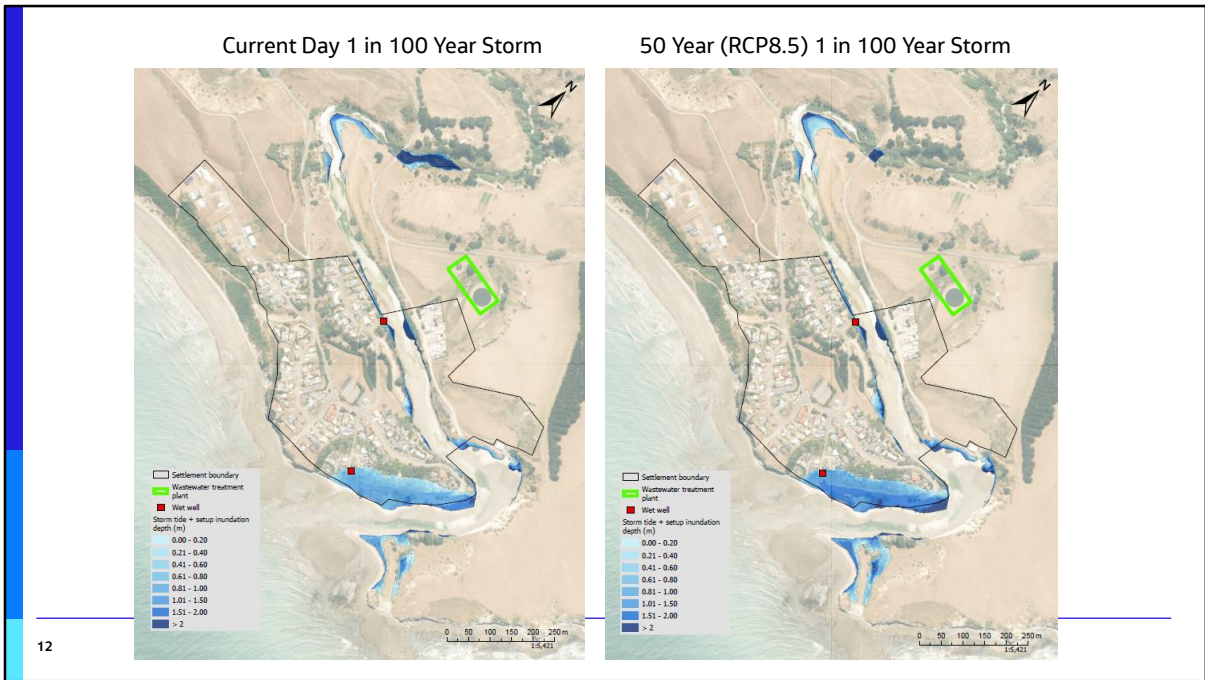 Current Day 1 in 100 Year Storm
50 Year (RCP8.5) 1 in 100 Year Storm
N
Settlement boundary
Wastewater treatment
plant
Wet well
Storm tide + setup inundation
depth (m)
0.00 - 0.20
0.21 - 0.40
0.41 - 0.60
0.61 - 0.80
0.81 - 1.00
1.01 - 1.50
1.51 - 2.00
> 2
0 50 100 150 200 250 m
1:5,421
N
Settlement boundary
Wastewater treatment
plant
Wet well
Storm tide + setup inundation
depth (m)
0.00 - 0.20
0.21 - 0.40
0.41 - 0.60
0.61 - 0.80
0.81 - 1.00
1.01 - 1.50
1.51 - 2.00
> 2
0 50 100 150 200 250 m
1:5,421
12